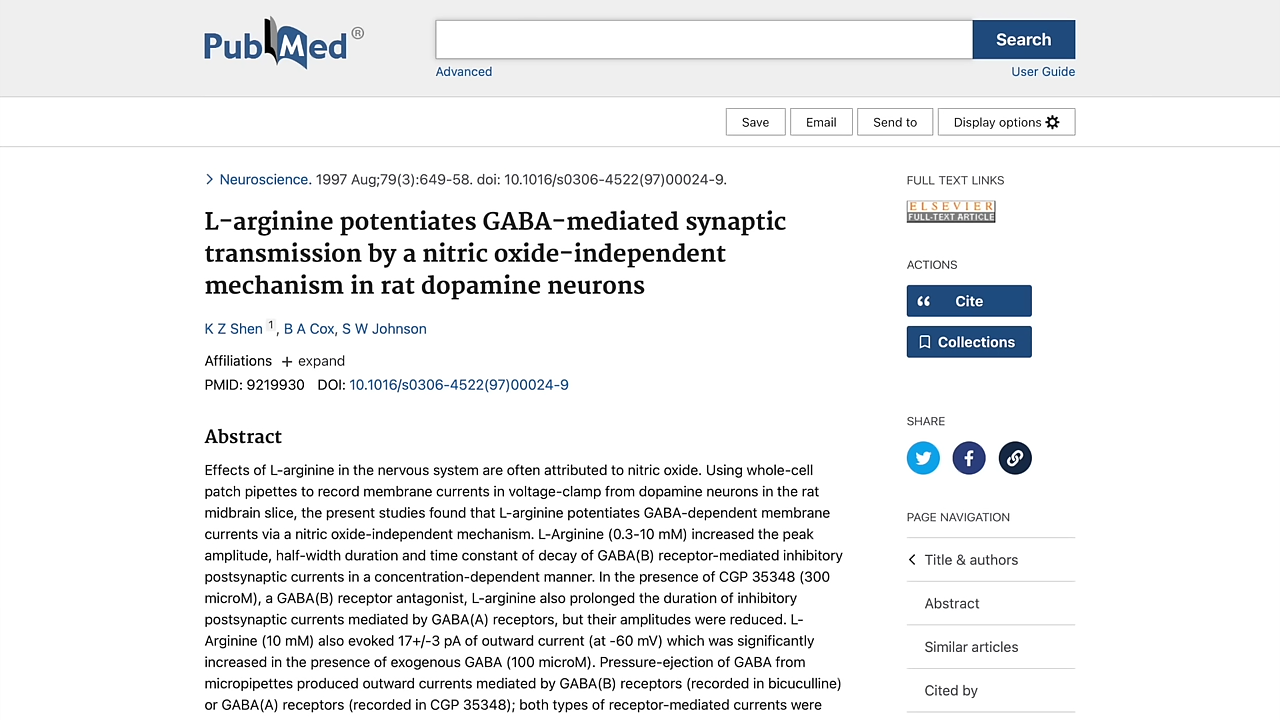 PubMed®
Search
Advanced
User Guide
Save
Email
Send to
Display options
Neuroscience. 1997 Aug;79(3):649-58. doi: 10.1016/s0306-4522(97)00024-9.
L-arginine potentiates GABA-mediated synaptic
transmission by a nitric oxide-independent
mechanism in rat dopamine neurons
K Z Shen 1, B A Cox, S W Johnson
Affiliations + expand
PMID: 9219930 DOI: 10.1016/s0306-4522(97)00024-9
Abstract
Effects of L-arginine in the nervous system are often attributed to nitric oxide. Using whole-cell
patch pipettes to record membrane currents in voltage-clamp from dopamine neurons in the rat
midbrain slice, the present studies found that L-arginine potentiates GABA-dependent membrane
currents via a nitric oxide-independent mechanism. L-Arginine (0.3-10 mM) increased the peak
amplitude, half-width duration and time constant of decay of GABA(B) receptor-mediated inhibitory
postsynaptic currents in a concentration-dependent manner. In the presence of CGP 35348 (300
microM), a GABA(B) receptor antagonist, L-arginine also prolonged the duration of inhibitory
postsynaptic currents mediated by GABA(A) receptors, but their amplitudes were reduced. L-
Arginine (10 mM) also evoked 17+/-3 pA of outward current (at -60 mV) which was significantly
increased in the presence of exogenous GABA (100 microM). Pressure-ejection of GABA from
micropipettes produced outward currents mediated by GABA(B) receptors (recorded in bicuculline)
or GABA(A) receptors (recorded in CGP 35348); both types of receptor-mediated currents were
FULL TEXT LINKS
ELSEVIER
FULL-TEXT ARTICLE
ACTIONS
Cite
Collections
SHARE
PAGE NAVIGATION
Title & authors
Abstract
Similar articles
Cited by